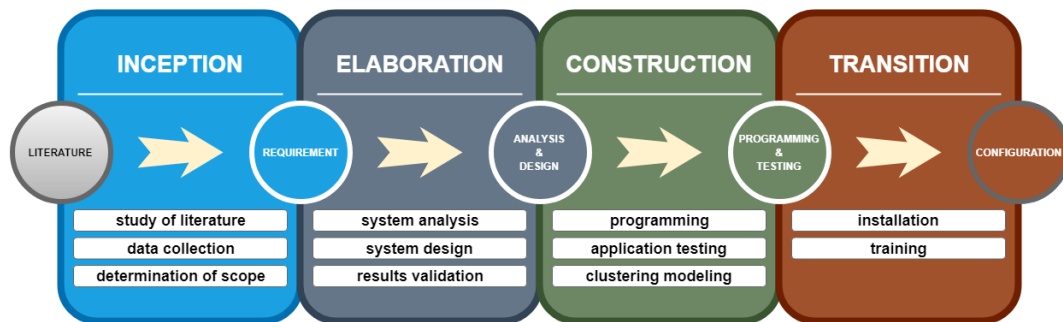 INCEPTION
ELABORATION
CONSTRUCTION
TRANSITION
LITERATURE
REQUIREMENT
ANALYSIS
&
DESIGN
PROGRAMMING
&
TESTING
CONFIGURATION
study of literature
data collection
determination of scope
system analysis
system design
results validation
programming
application testing
clustering modeling
installation
training